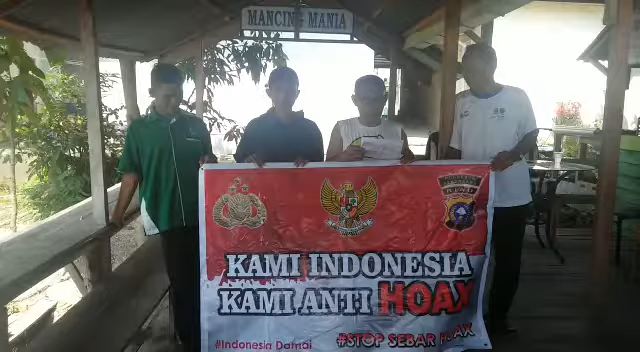 MANCING MANIA
KAMI INDONESIA
KAMI ANTI HOAX
#Indonesia Damai
#STOP SEBAR HOAX